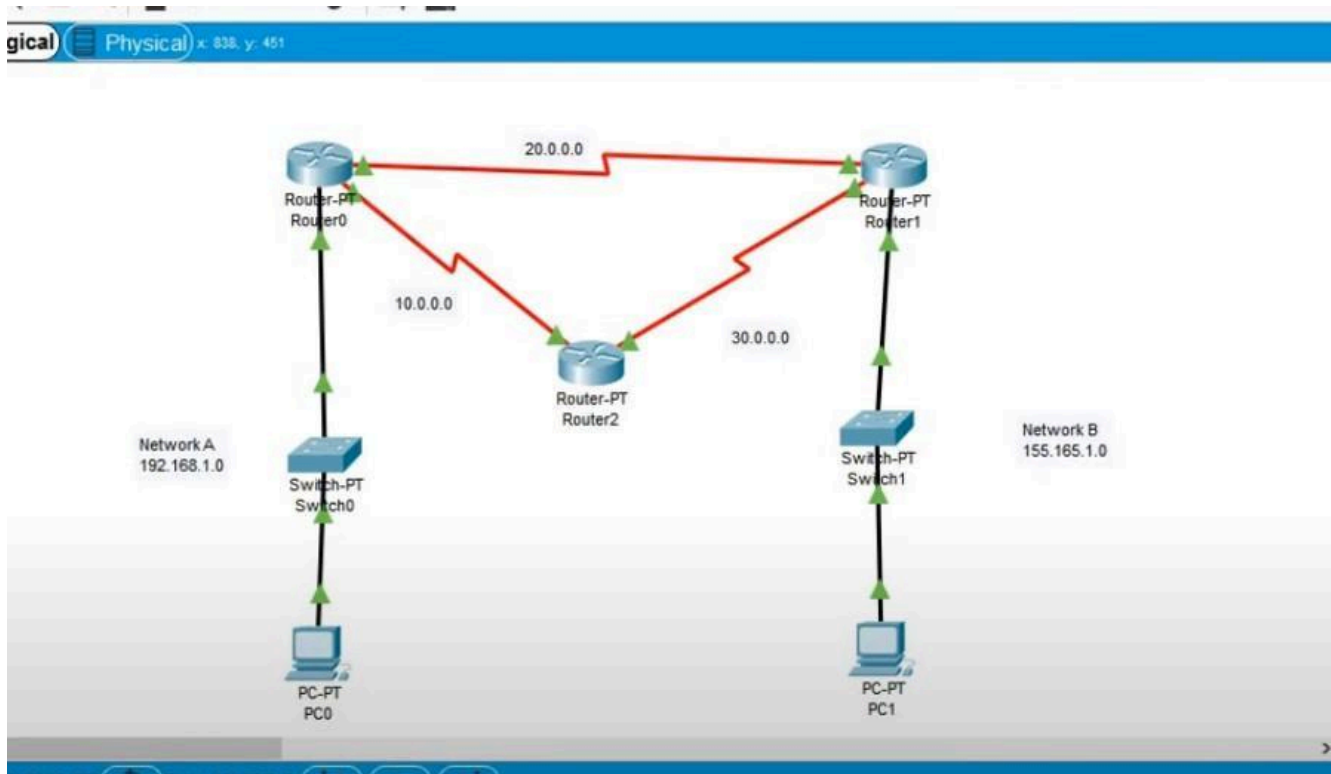 gical
Physical
x: 838, y: 451
20.0.0.0
Router-PT
Router0
Router-PT
Router1
10.0.0.0
30.0.0.0
Router-PT
Router2
Network A
192.168.1.0
Switch-PT
Switch0
Switch-PT
Switch1
Network B
155.165.1.0
PC-PT
PC0
PC-PT
PC1